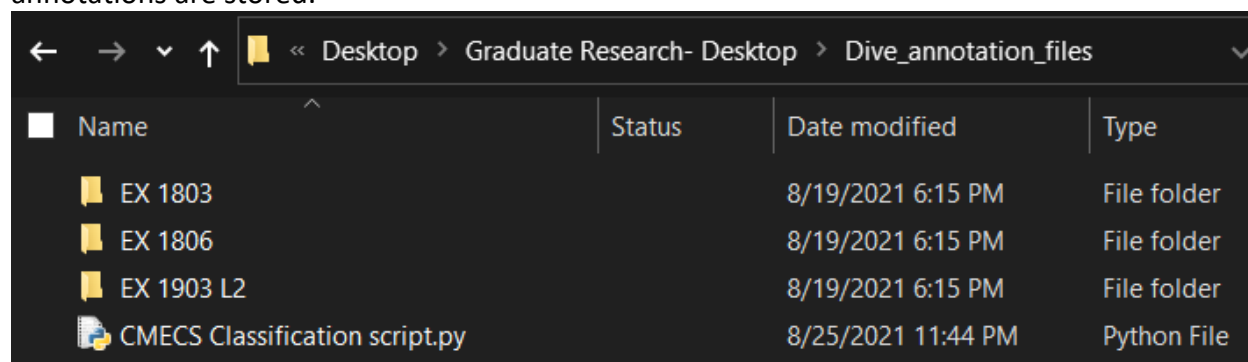 annotations are stored.
« Desktop > Graduate Research- Desktop > Dive_annotation_files
Name Status Date modified Type
EX 1803 8/19/2021 6:15 PM File folder
EX 1806 8/19/2021 6:15 PM File folder
EX 1903 L2 8/19/2021 6:15 PM File folder
CMECS Classification script.py 8/25/2021 11:44 PM Python File